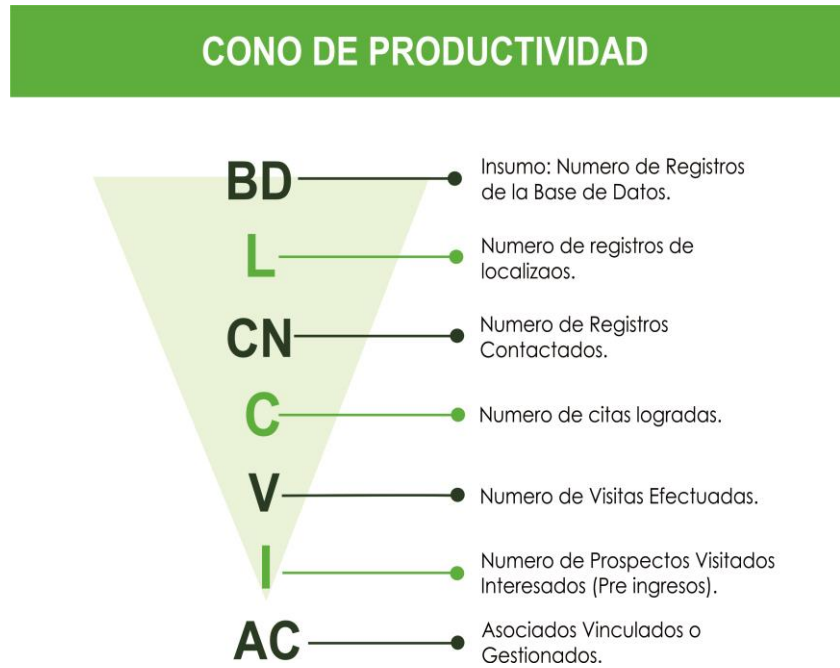 CONO DE PRODUCTIVIDAD
BD
Insumo: Numero de Registros
de la Base de Datos.
L
Numero de registros de
localizaos.
CN
Numero de Registros
Contactados.
C
Numero de citas logradas.
V
Numero de Visitas Efectuadas.
I
Numero de Prospectos Visitados
Interesados (Pre ingresos).
AC
Asociados Vinculados o
Gestionados.